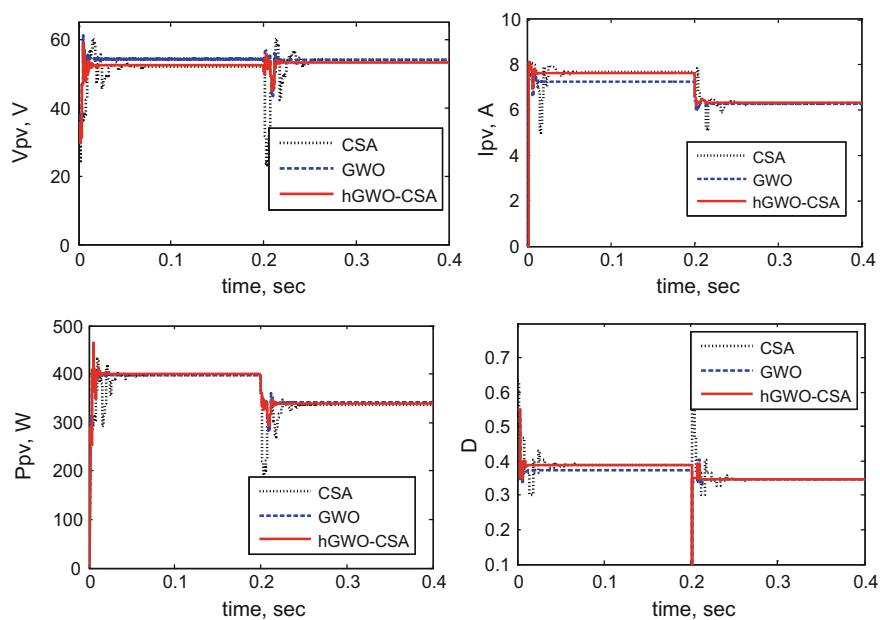 80
60
40
20
0
Vpv, V
CSA
GWO
hGWO-CSA
0
0.1
0.2
0.3
0.4
time, sec
10
8
6
4
2
0
Ipv, A
CSA
GWO
hGWO-CSA
0
0.1
0.2
0.3
0.4
time, sec
500
400
300
200
100
0
Ppv, W
CSA
GWO
hGWO-CSA
0
0.1
0.2
0.3
0.4
time, sec
0.7
0.6
0.5
0.4
0.3
0.2
0.1
D
CSA
GWO
hGWO-CSA
0
0.1
0.2
0.3
0.4
time, sec